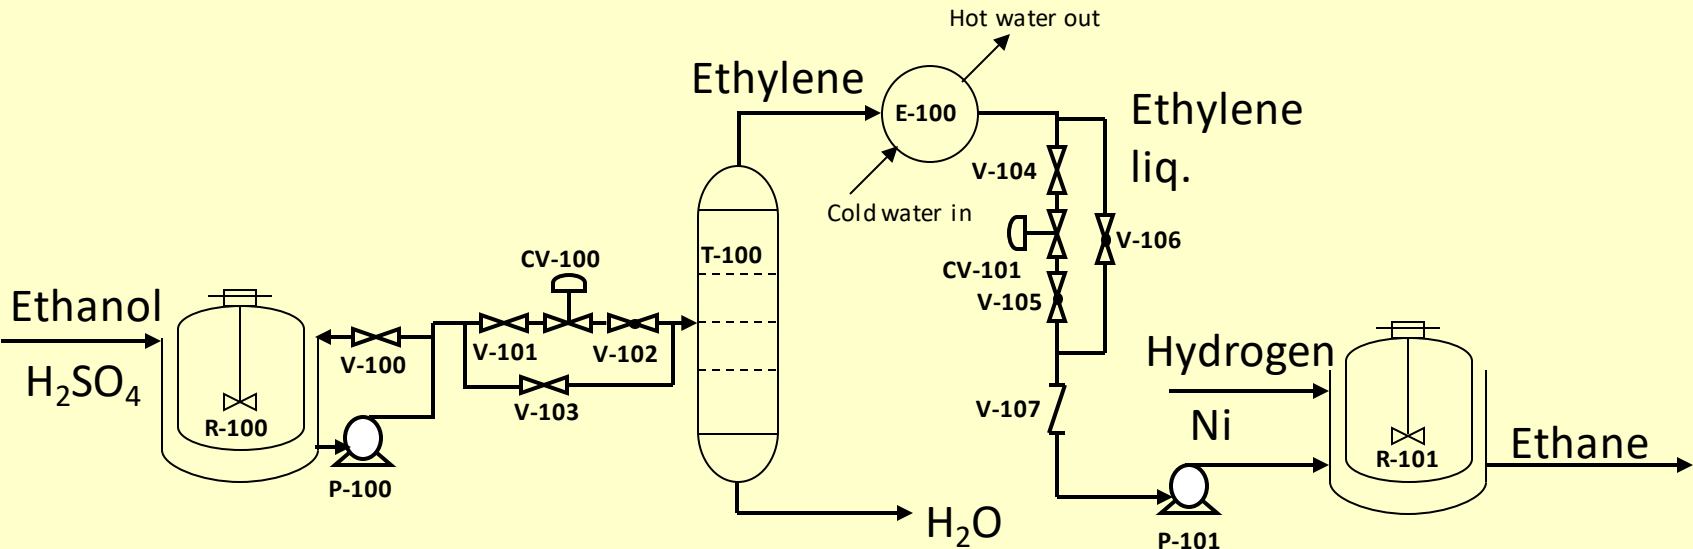 Hot water out
Ethylene
E-100
Ethylene
liq.
V-104
Cold water in
V-106
T-100
CV-100
CV-101
V-105
Ethanol
H₂SO₄
R-100
V-100
V-101
V-102
V-103
P-100
Hydrogen
Ni
V-107
R-101
Ethane
H₂O
P-101